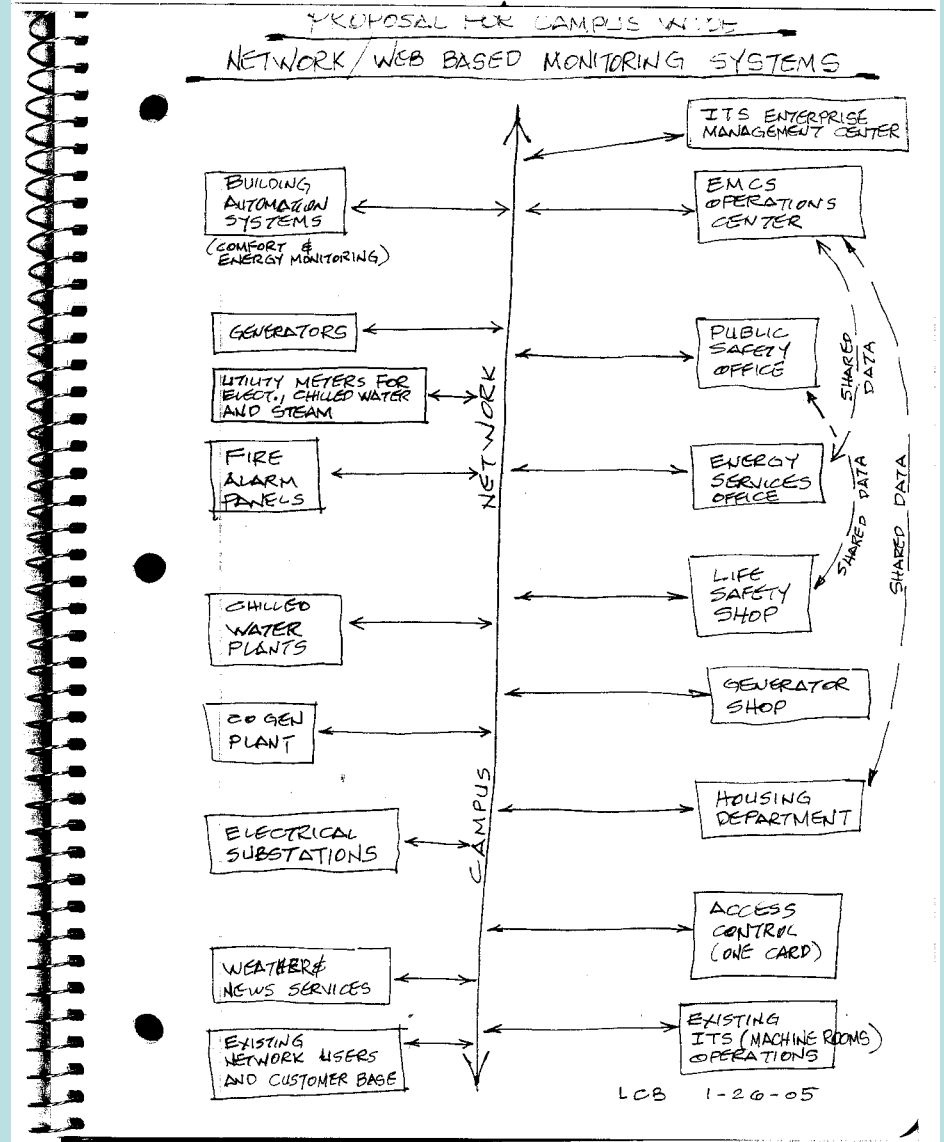 PROPOSAL FOR CAMPUS WIDE
NETWORK/WEB BASED MONITORING SYSTEMS
ITS ENTERPRISE
MANAGEMENT CENTER
BUILDING
AUTOMATION
SYSTEMS
(COMFORT &
ENERGY MONITORING)
EMCS
OPERATIONS
CENTER
GENERATORS
PUBLIC
SAFETY
OFFICE
UTILITY METERS FOR
ELECT., CHILLED WATER
AND STEAM
FIRE
ALARM
PANELS
ENERGY
SERVICES
OFFICE
SHARED
DATA
SHARED DATA
SHARED DATA
CAMPUS NETWORK
CHILLED
WATER
PLANTS
LIFE
SAFETY
SHOP
GENERATOR
SHOP
CO GEN
PLANT
HOUSING
DEPARTMENT
ELECTRICAL
SUBSTATIONS
ACCESS
CONTROL
(ONE CARD)
WEATHER &
NEWS SERVICES
EXISTING
ITS (MACHINE ROOMS)
OPERATIONS
EXISTING
NETWORK USERS
AND CUSTOMER BASE
LCB 1-26-05